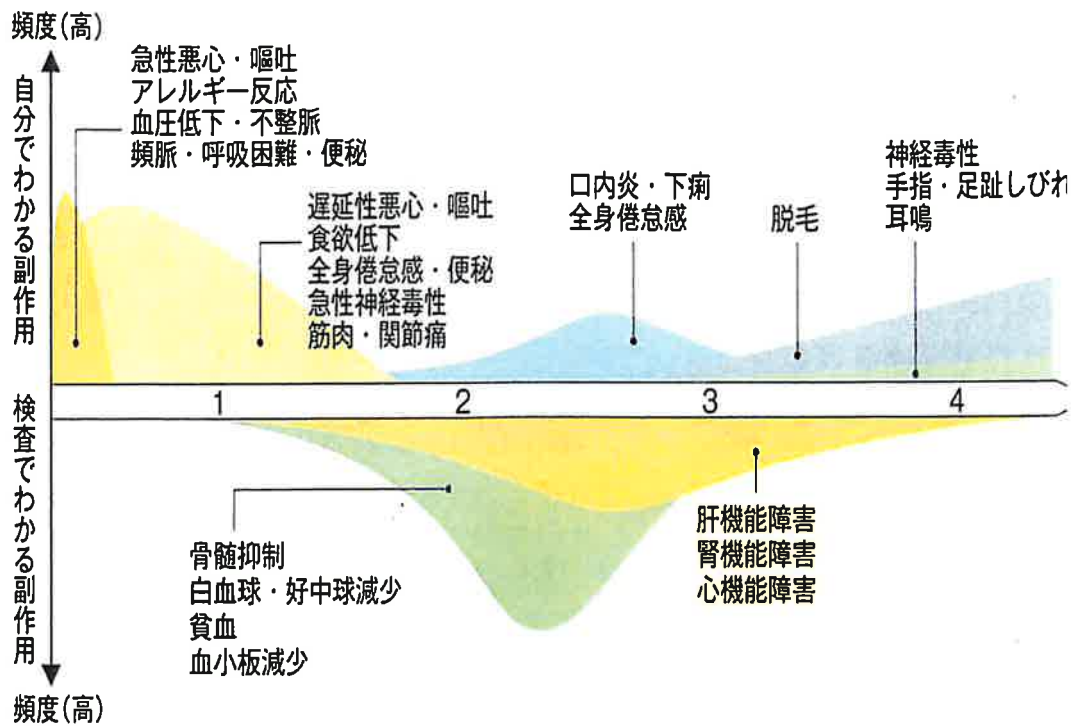 頻度(高)
自分でわかる副作用
急性悪心・嘔吐
アレルギー反応
血圧低下・不整脈
頻脈・呼吸困難・便秘
遅延性悪心・嘔吐
食欲低下
全身倦怠感・便秘
急性神経毒性
筋肉・関節痛
口内炎・下痢
全身倦怠感
脱毛
神経毒性
手指・足趾しびれ
耳鳴
1 2 3 4
検査でわかる副作用
骨髄抑制
白血球・好中球減少
貧血
血小板減少
肝機能障害
腎機能障害
心機能障害
頻度(高)